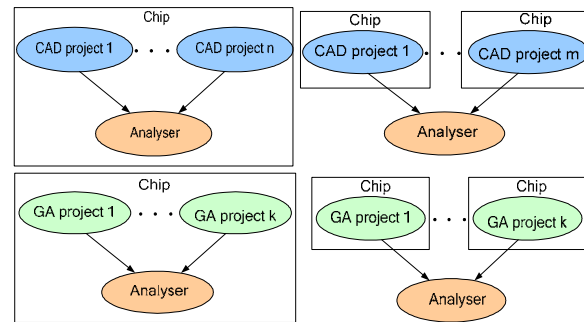 Chip
CAD project 1 . . . CAD project n
Analyser
Chip Chip
CAD project 1 . . . CAD project m
Analyser
Chip
GA project 1 . . . GA project k
Analyser
Chip Chip
GA project 1 . . . GA project k
Analyser